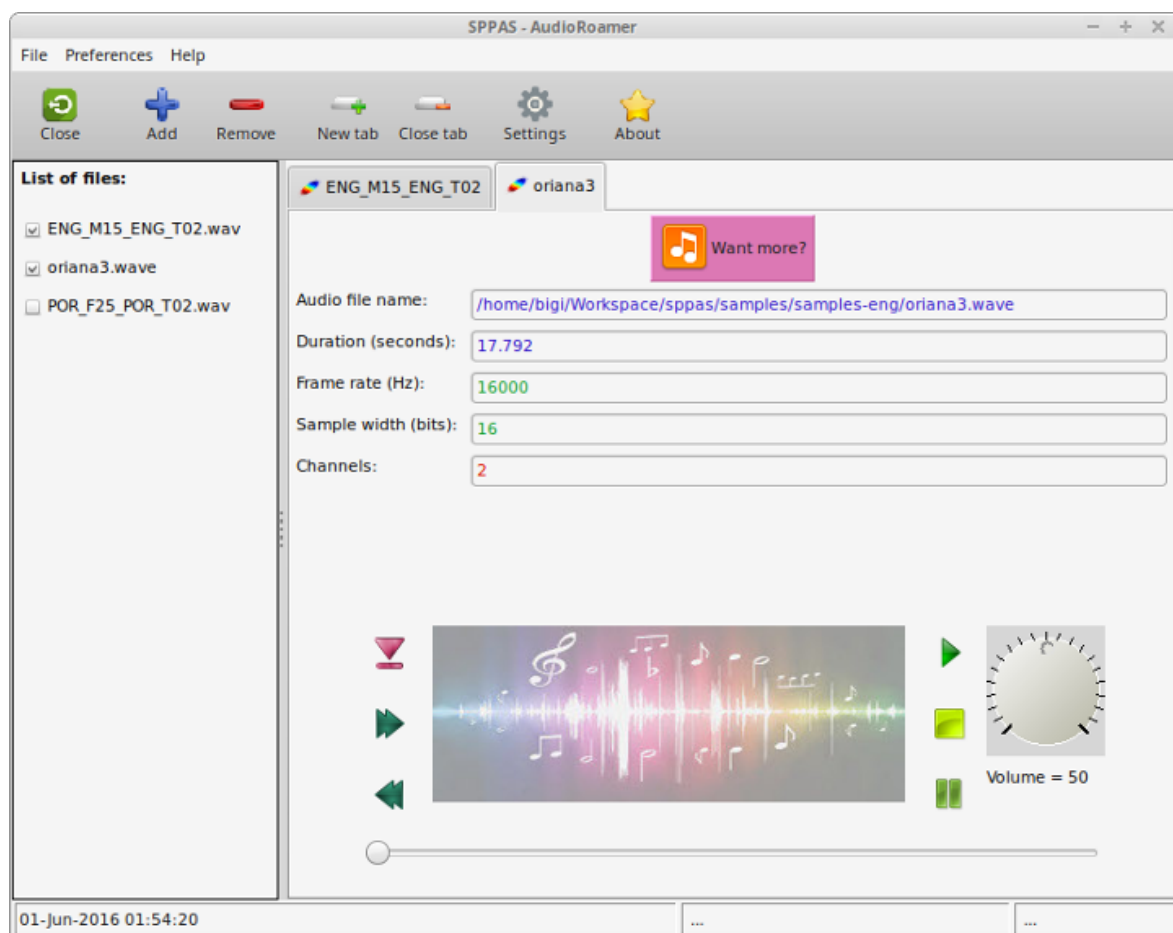 SPPAS - AudioRoamer
File Preferences Help
Close Add Remove New tab Close tab Settings About
List of files:
ENG_M15_ENG_T02.wav
oriana3.wave
POR_F25_POR_T02.wav
ENG_M15_ENG_T02 oriana3
Want more?
Audio file name: /home/bigi/Workspace/sppas/samples/samples-eng/oriana3.wave
Duration (seconds): 17.792
Frame rate (Hz): 16000
Sample width (bits): 16
Channels: 2
Volume = 50
01-Jun-2016 01:54:20 ... ...